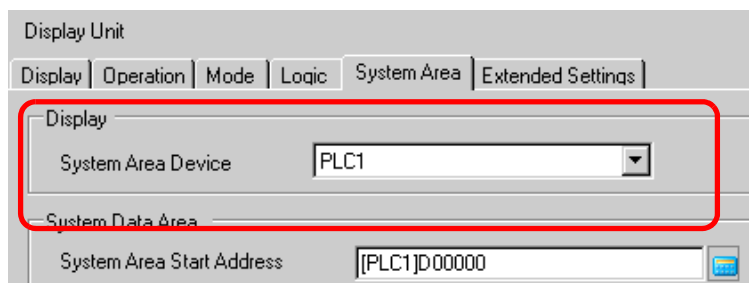 Display Unit
Display Operation Mode Logic System Area Extended Settings
Display
System Area Device PLC1
System Data Area
System Area Start Address [PLC1]D00000